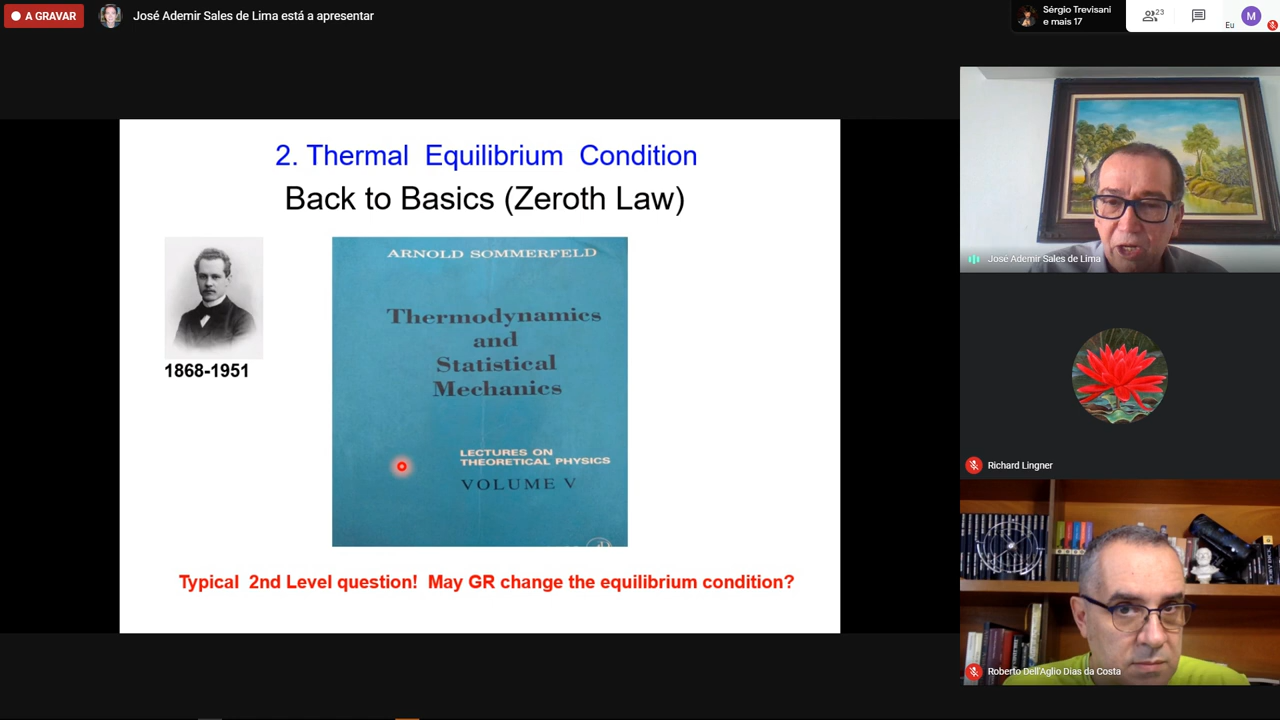 A GRAVAR
José Ademir Sales de Lima está a apresentar
Sérgio Trevisani
e mais 17
23
Eu
M
2. Thermal Equilibrium Condition
Back to Basics (Zeroth Law)
1868-1951
ARNOLD SOMMERFELD
Thermodynamics
and
Statistical
Mechanics
LECTURES ON
THEORETICAL PHYSICS
VOLUME V
Typical 2nd Level question! May GR change the equilibrium condition?
José Ademir Sales de Lima
Richard Lingner
Roberto Dell'Aglio Dias da Costa